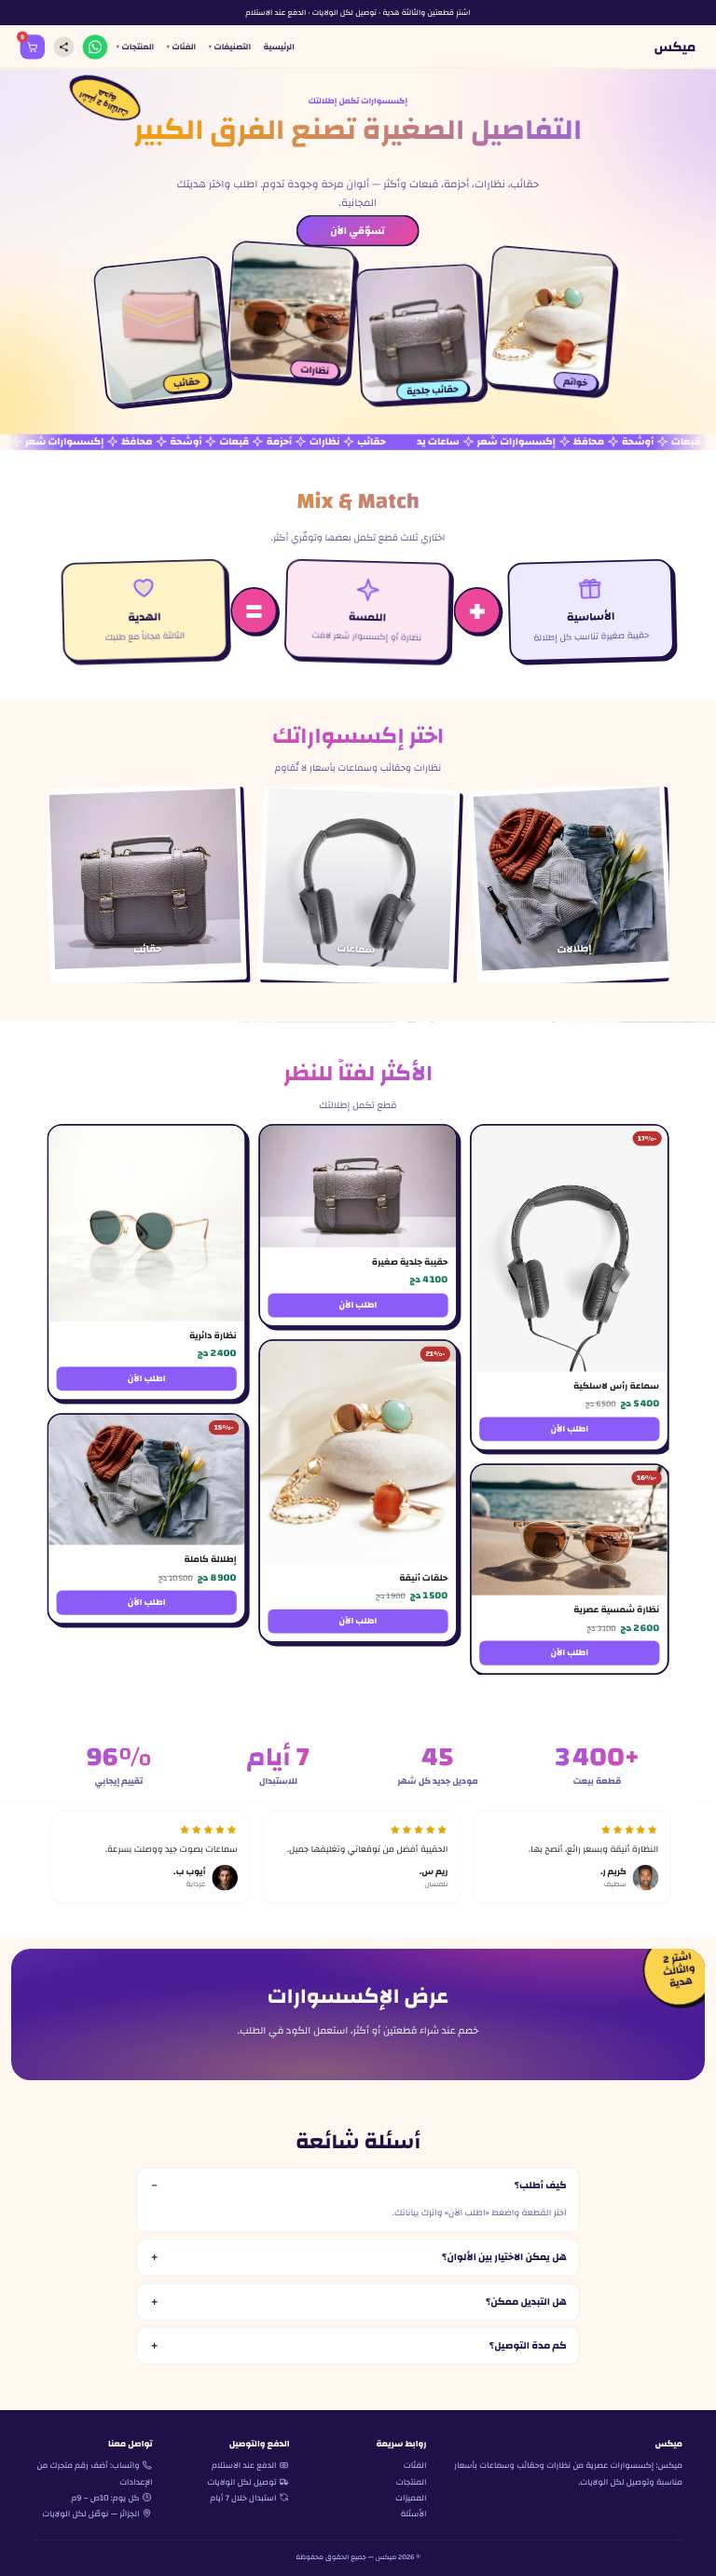 اشترِ قطعتين والثالثة هدية · توصيل لكل الولايات · الدفع عند الاستلام
ميكس
الرئيسية
التصنيفات
الفئات
المنتجات
0
إكسسوارات تكمل إطلالتك
التفاصيل الصغيرة تصنع الفرق الكبير
حقائب، نظارات، أحزمة، قبعات وأكثر — ألوان مرحة وجودة تدوم. اطلب واختر هديتك
المجانية.
تسوّقي الآن
خواتم
حقائب جلدية
نظارات
حقائب
قبعات
أوشحة
محافظ
إكسسوارات شعر
ساعات يد
حقائب
نظارات
أحزمة
قبعات
أوشحة
محافظ
إكسسوارات شعر
Mix & Match
اختاري ثلاث قطع تكمل بعضها وتوفّري أكثر.
الأساسية
حقيبة صغيرة تناسب كل إطلالة
+
اللمسة
نظارة أو إكسسوار شعر لافت
=
الهدية
الثالثة مجاناً مع طلبك
اختر إكسسواراتك
نظارات وحقائب وسماعات بأسعار لا تُقاوم
إطلالات
سماعات
حقائب
الأكثر لفتاً للنظر
قطع تكمل إطلالتك
-17%
سماعة رأس لاسلكية
5400 دج
6500 دج
اطلب الآن
-16%
نظارة شمسية عصرية
2600 دج
3100 دج
اطلب الآن
حقيبة جلدية صغيرة
4100 دج
اطلب الآن
-21%
حلقات أنيقة
1500 دج
1900 دج
اطلب الآن
نظارة دائرية
2400 دج
اطلب الآن
-15%
إطلالة كاملة
8900 دج
10500 دج
اطلب الآن
+3400
قطعة بيعت
45
موديل جديد كل شهر
7 أيام
للاستبدال
96%
تقييم إيجابي
النظارة أنيقة وبسعر رائع، أنصح بها.
كريم ر.
سطيف
الحقيبة أفضل من توقعاتي وتغليفها جميل.
ريم س.
تلمسان
سماعات بصوت جيد ووصلت بسرعة.
أيوب ب.
غرداية
اشترِ 2
والثالث
هدية
عرض الإكسسوارات
خصم عند شراء قطعتين أو أكثر، استعمل الكود في الطلب.
أسئلة شائعة
كيف أطلب؟
اختر القطعة واضغط «اطلب الآن» واترك بياناتك.
هل يمكن الاختيار بين الألوان؟
هل التبديل ممكن؟
كم مدة التوصيل؟
ميكس
ميكس: إكسسوارات عصرية من نظارات وحقائب وسماعات بأسعار
مناسبة وتوصيل لكل الولايات.
روابط سريعة
الفئات
المنتجات
المميزات
الأسئلة
الدفع والتوصيل
الدفع عند الاستلام
توصيل لكل الولايات
استبدال خلال 7 أيام
تواصل معنا
واتساب: أضف رقم متجرك من
الإعدادات
كل يوم: 10ص – 9م
الجزائر — نوصّل لكل الولايات
© 2026 ميكس — جميع الحقوق محفوظة